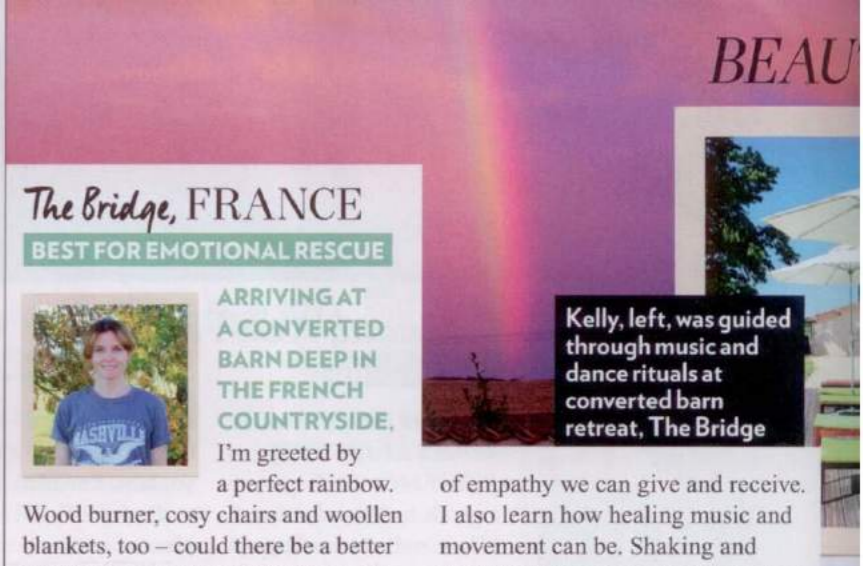 BEAU
The Bridge, FRANCE
BEST FOR EMOTIONAL RESCUE
ARRIVING AT
A CONVERTED
BARN DEEP IN
THE FRENCH
COUNTRYSIDE,
I'm greeted by
a perfect rainbow.
Wood burner, cosy chairs and woollen
blankets, too – could there be a better
NASHVILLE
Kelly, left, was guided
through music and
dance rituals at
converted barn
retreat, The Bridge
of empathy we can give and receive.
I also learn how healing music and
movement can be. Shaking and